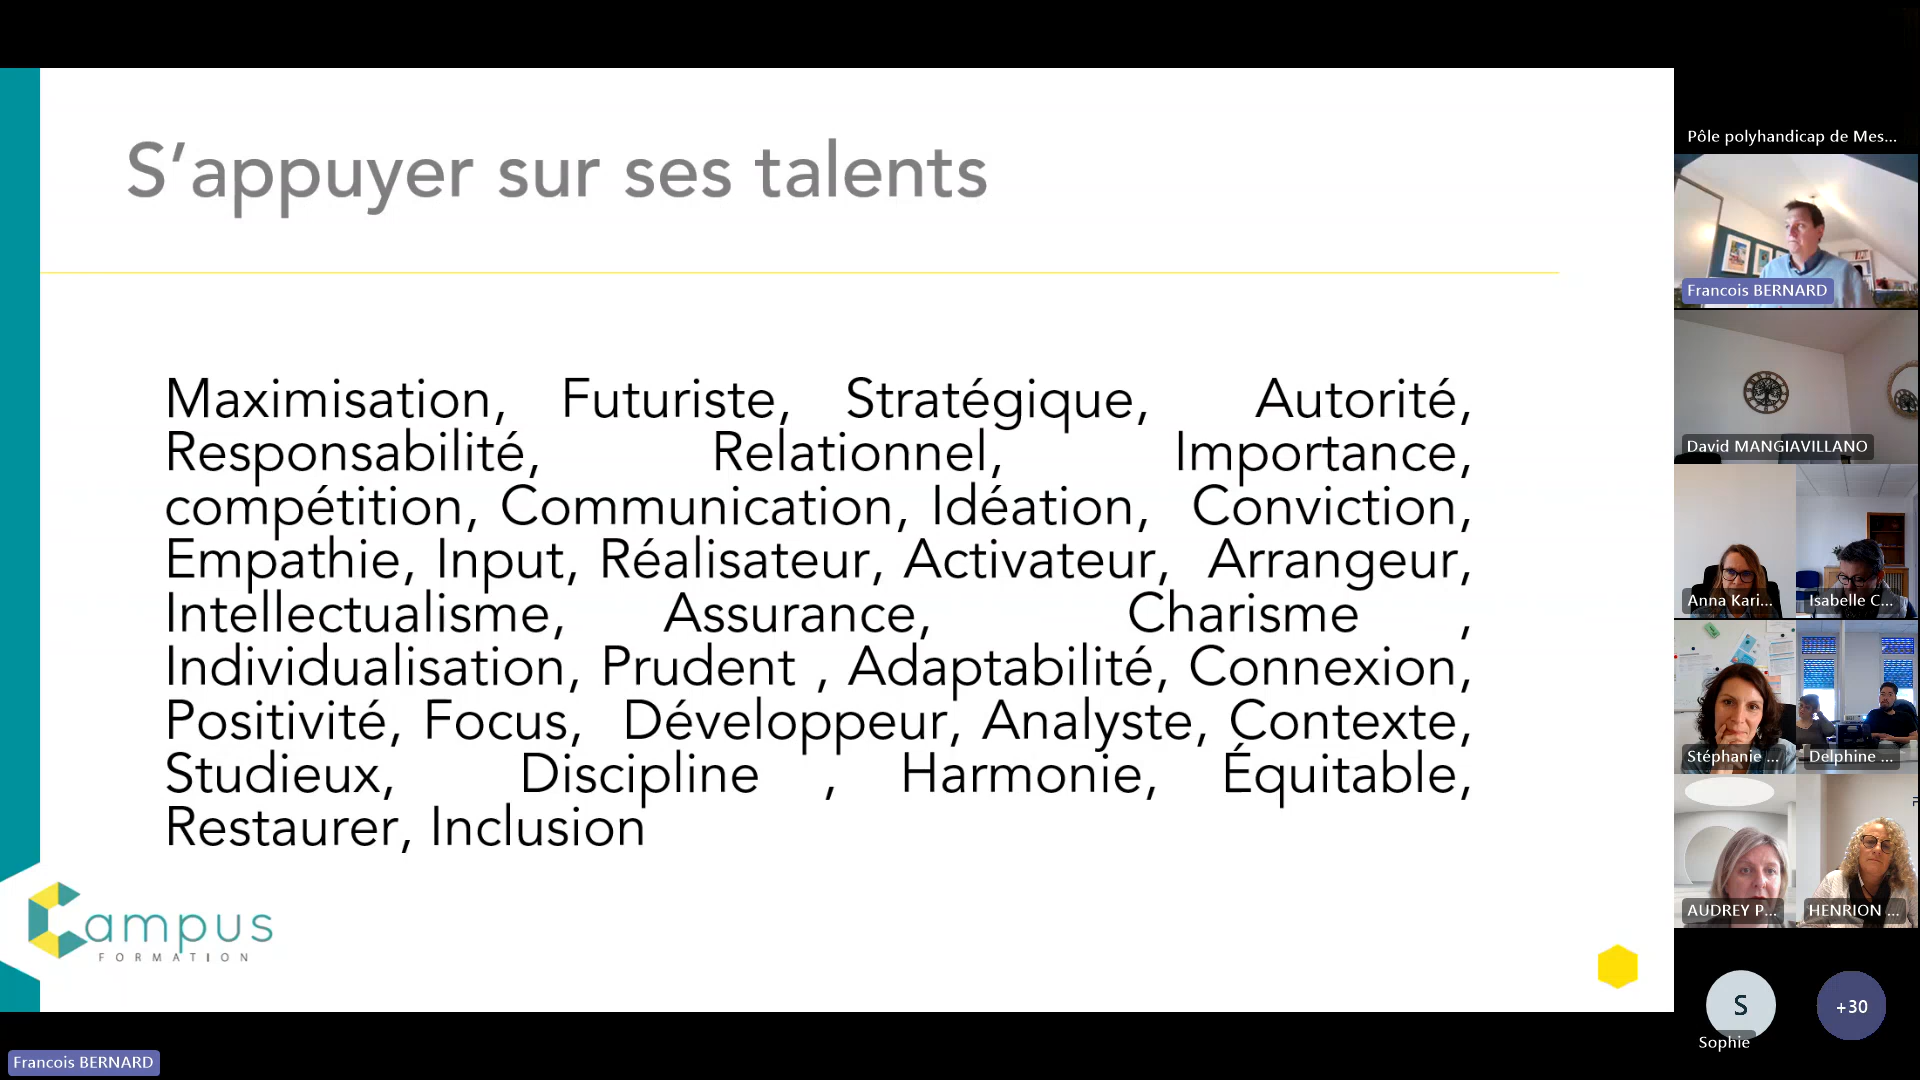 S’appuyer sur ses talents
Maximisation, Futuriste, Stratégique, Autorité,
Responsabilité, Relationnel, Importance,
compétition, Communication, Idéation, Conviction,
Empathie, Input, Réalisateur, Activateur, Arrangeur,
Intellectualisme, Assurance, Charisme ,
Individualisation, Prudent , Adaptabilité, Connexion,
Positivité, Focus, Développeur, Analyste, Contexte,
Studieux, Discipline , Harmonie, Équitable,
Restaurer, Inclusion
Campus
FORMATION
Francois BERNARD
Pôle polyhandicap de Mes...
Francois BERNARD
David MANGIAVILLANO
Anna Kari...
Isabelle C...
Stéphanie ...
Delphine ...
AUDREY P...
HENRION ...
S
Sophie
+30